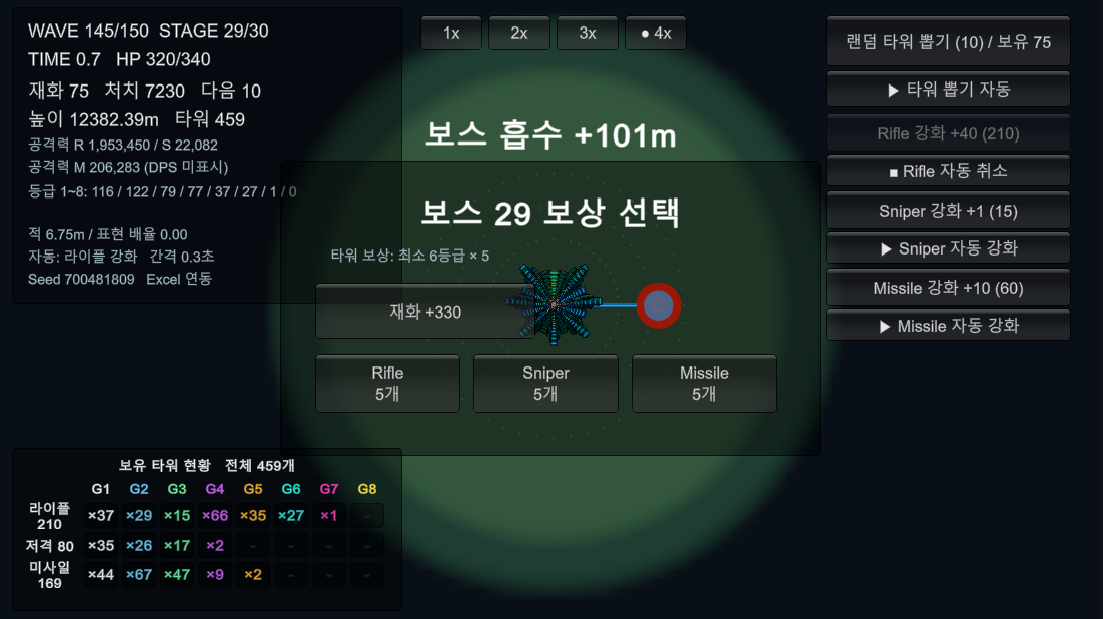 WAVE 145/150 STAGE 29/30
TIME 0.7 HP 320/340
재화 75 처치 7230 다음 10
높이 12382.39m 타워 459
공격력 R 1,953,450 / S 22,082
공격력 M 206,283 (DPS 미표시)
등급 1~8: 116 / 122 / 79 / 77 / 37 / 27 / 1 / 0
적 6.75m / 표현 배율 0.00
자동: 라이플 강화 간격 0.3초
Seed 700481809 Excel 연동
1x 2x 3x ● 4x
보스 흡수 +101m
보스 29 보상 선택
타워 보상: 최소 6등급 × 5
재화 +330
Rifle
5개
Sniper
5개
Missile
5개
랜덤 타워 뽑기 (10) / 보유 75
▶ 타워 뽑기 자동
Rifle 강화 +40 (210)
■ Rifle 자동 취소
Sniper 강화 +1 (15)
▶ Sniper 자동 강화
Missile 강화 +10 (60)
▶ Missile 자동 강화
보유 타워 현황 전체 459개
G1 G2 G3 G4 G5 G6 G7 G8
라이플
210
×37 ×29 ×15 ×66 ×35 ×27 ×1 -
저격 80 ×35 ×26 ×17 ×2 - - - -
미사일
169
×44 ×67 ×47 ×9 ×2 - - -